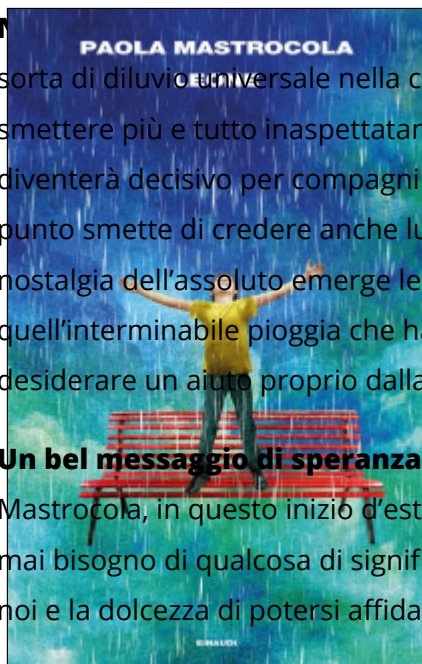 N
PAOLA MASTROCOLA
sorta di diluvio universale nella c
smettere più e tutto inaspettatar
diventerà decisivo per compagni
punto smette di credere anche lu
nostalgia dell'assoluto emerge le
quell'interminabile pioggia che ha
desiderare un aiuto proprio dalla
Un bel messaggio di speranza
Mastrocola, in questo inizio d'est
mai bisogno di qualcosa di signif
noi e la dolcezza di potersi affida
EINAUDI